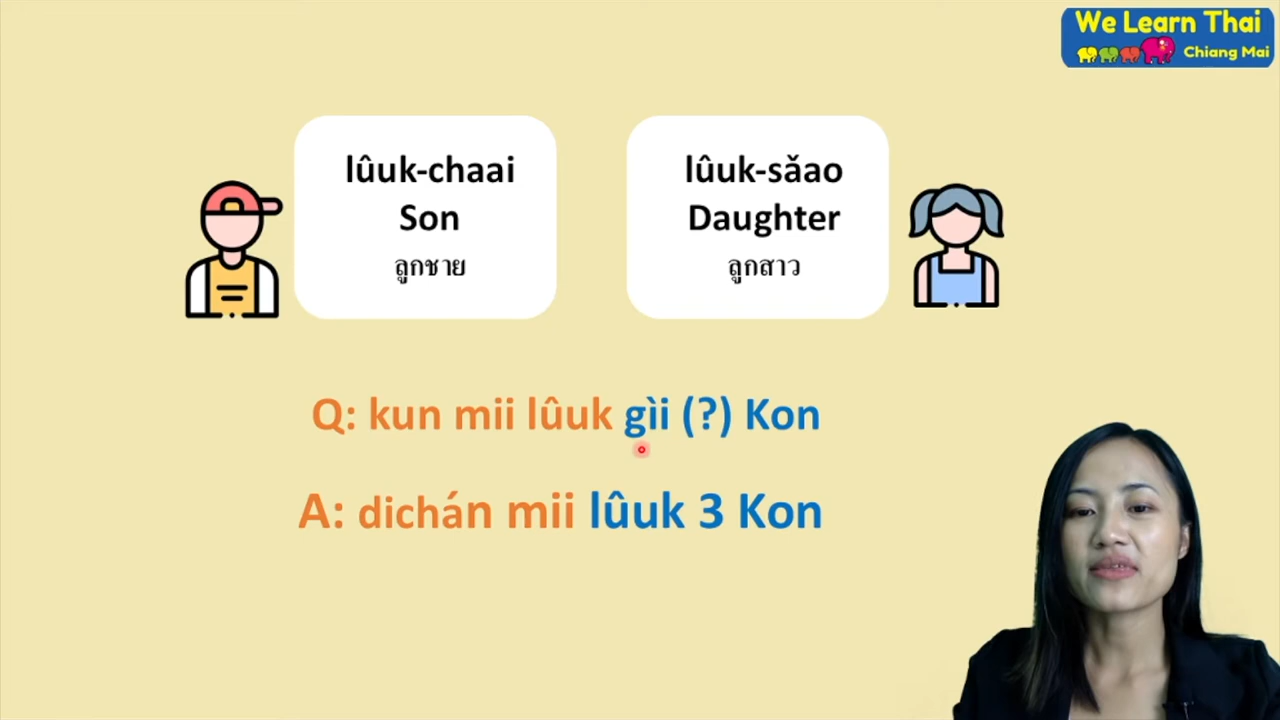 We Learn Thai
Chiang Mai
lûuk-chaai
Son
ลูกชาย
lûuk-sǎao
Daughter
ลูกสาว
Q: kun mii lûuk gìi (?) Kon
A: dichán mii lûuk 3 Kon